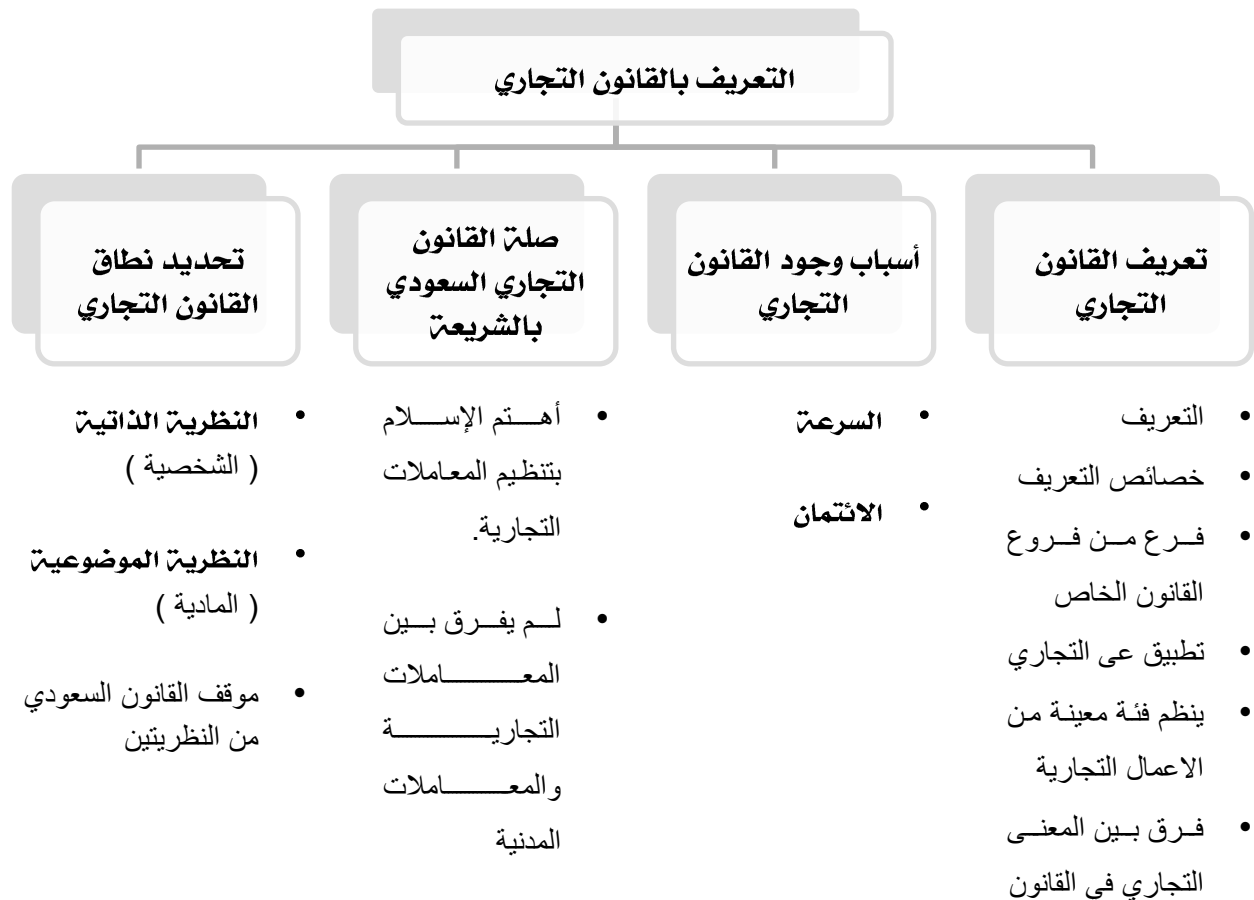 التعريف بالقانون التجاري
تعريف القانون
التجاري
• التعريف
• خصائص التعريف
• فرع من فروع
القانون الخاص
• تطبيق عى التجاري
• ينظم فئة معينة من
الاعمال التجارية
• فرق بين المعنى
التجاري في القانون
أسباب وجود القانون
التجاري
• السرعة
• الائتمان
صلة القانون
التجاري السعودي
بالشريعة
• أهتم الإسلام
بتنظيم المعاملات
التجارية.
• لم يفرق بين
المعاملات
التجارية
والمعاملات
المدنية
تحديد نطاق
القانون التجاري
• النظرية الذاتية
( الشخصية )
• النظرية الموضوعية
( المادية )
• موقف القانون السعودي
من النظريتين